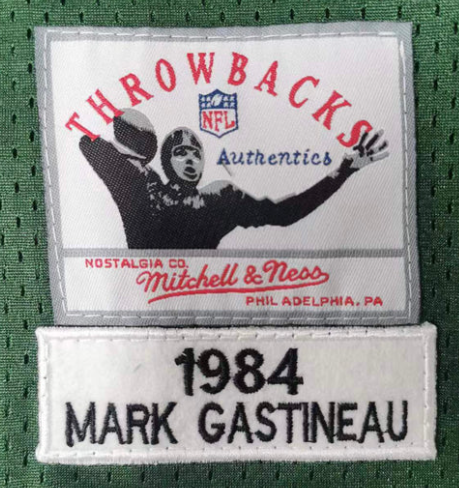 THROWBACKS
NFL
Authentics
NOSTALGIA CO.
Mitchell & Ness
PHILADELPHIA, PA
1984
MARK GASTINEAU